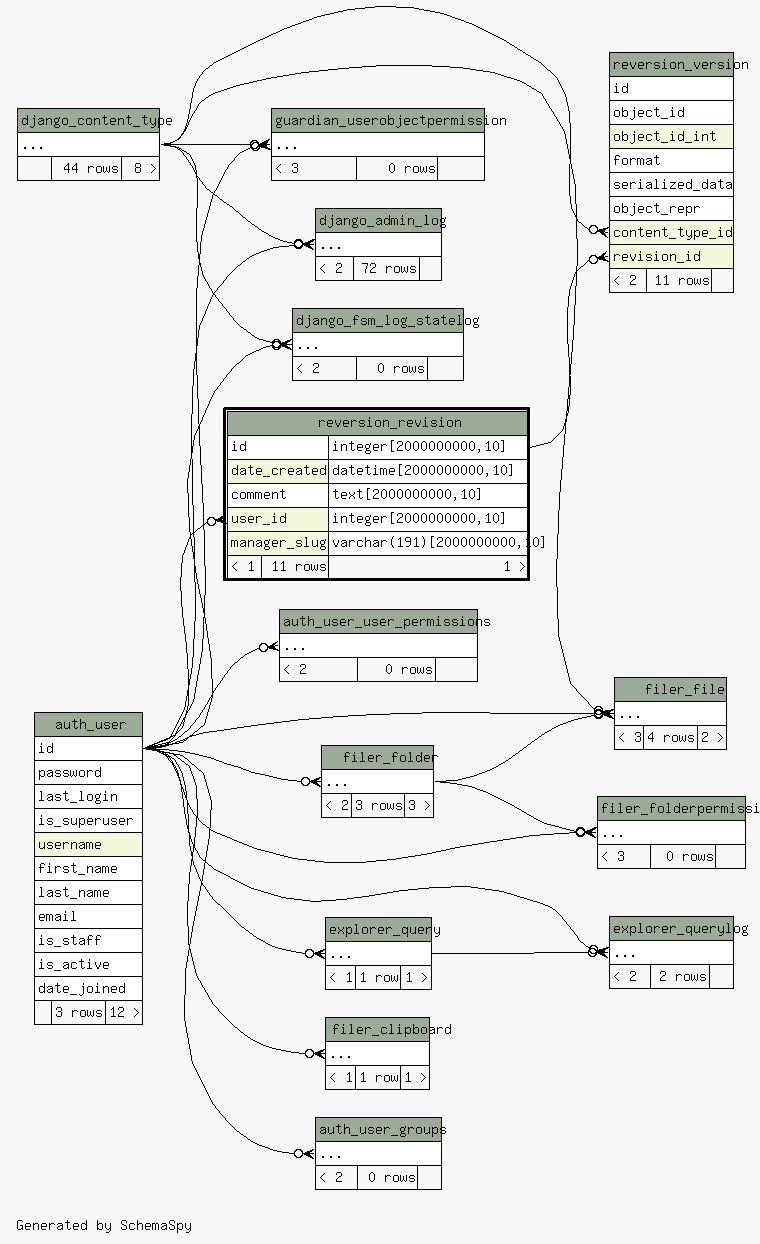 django_content_type
...
44 rows 8 >
guardian_userobjectpermission
...
< 3 0 rows
django_admin_log
...
< 2 72 rows
django_fsm_log_statelog
...
< 2 0 rows
reversion_version
id
object_id
object_id_int
format
serialized_data
object_repr
content_type_id
revision_id
< 2 11 rows
reversion_revision
id integer[2000000000,10]
date_created datetime[2000000000,10]
comment text[2000000000,10]
user_id integer[2000000000,10]
manager_slug varchar(191)[2000000000,10]
< 1 11 rows 1 >
auth_user_user_permissions
...
< 2 0 rows
auth_user
id
password
last_login
is_superuser
username
first_name
last_name
email
is_staff
is_active
date_joined
3 rows 12 >
filer_file
...
< 3 4 rows 2 >
filer_folder
...
< 2 3 rows 3 >
filer_folderpermissi
...
< 3 0 rows
explorer_query
...
< 1 1 row 1 >
explorer_querylog
...
< 2 2 rows
filer_clipboard
...
< 1 1 row 1 >
auth_user_groups
...
< 2 0 rows
Generated by SchemaSpy